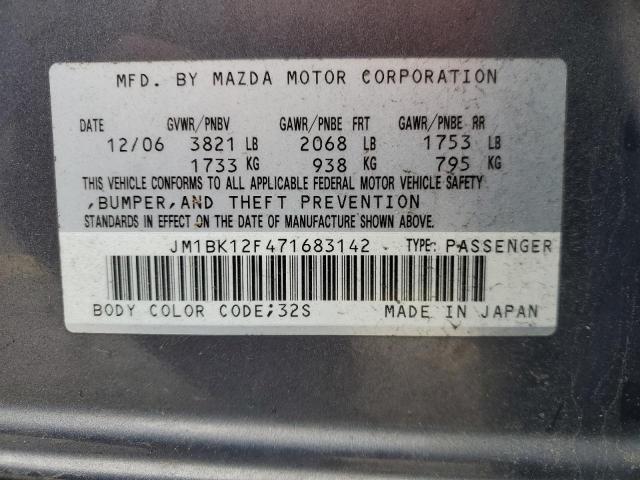 MFD. BY MAZDA MOTOR CORPORATION
DATE GVWR/PNBV GAWR/PNBE FRT GAWR/PNBE RR
12/06 3821 LB 2068 LB 1753 LB
1733 KG 938 KG 795 KG
THIS VEHICLE CONFORMS TO ALL APPLICABLE FEDERAL MOTOR VEHICLE SAFETY
,BUMPER,AND THEFT PREVENTION
STANDARDS IN EFFECT ON THE DATE OF MANUFACTURE SHOWN ABOVE.
JM1BK12F471683142 TYPE: PASSENGER
BODY COLOR CODE;32S MADE IN JAPAN